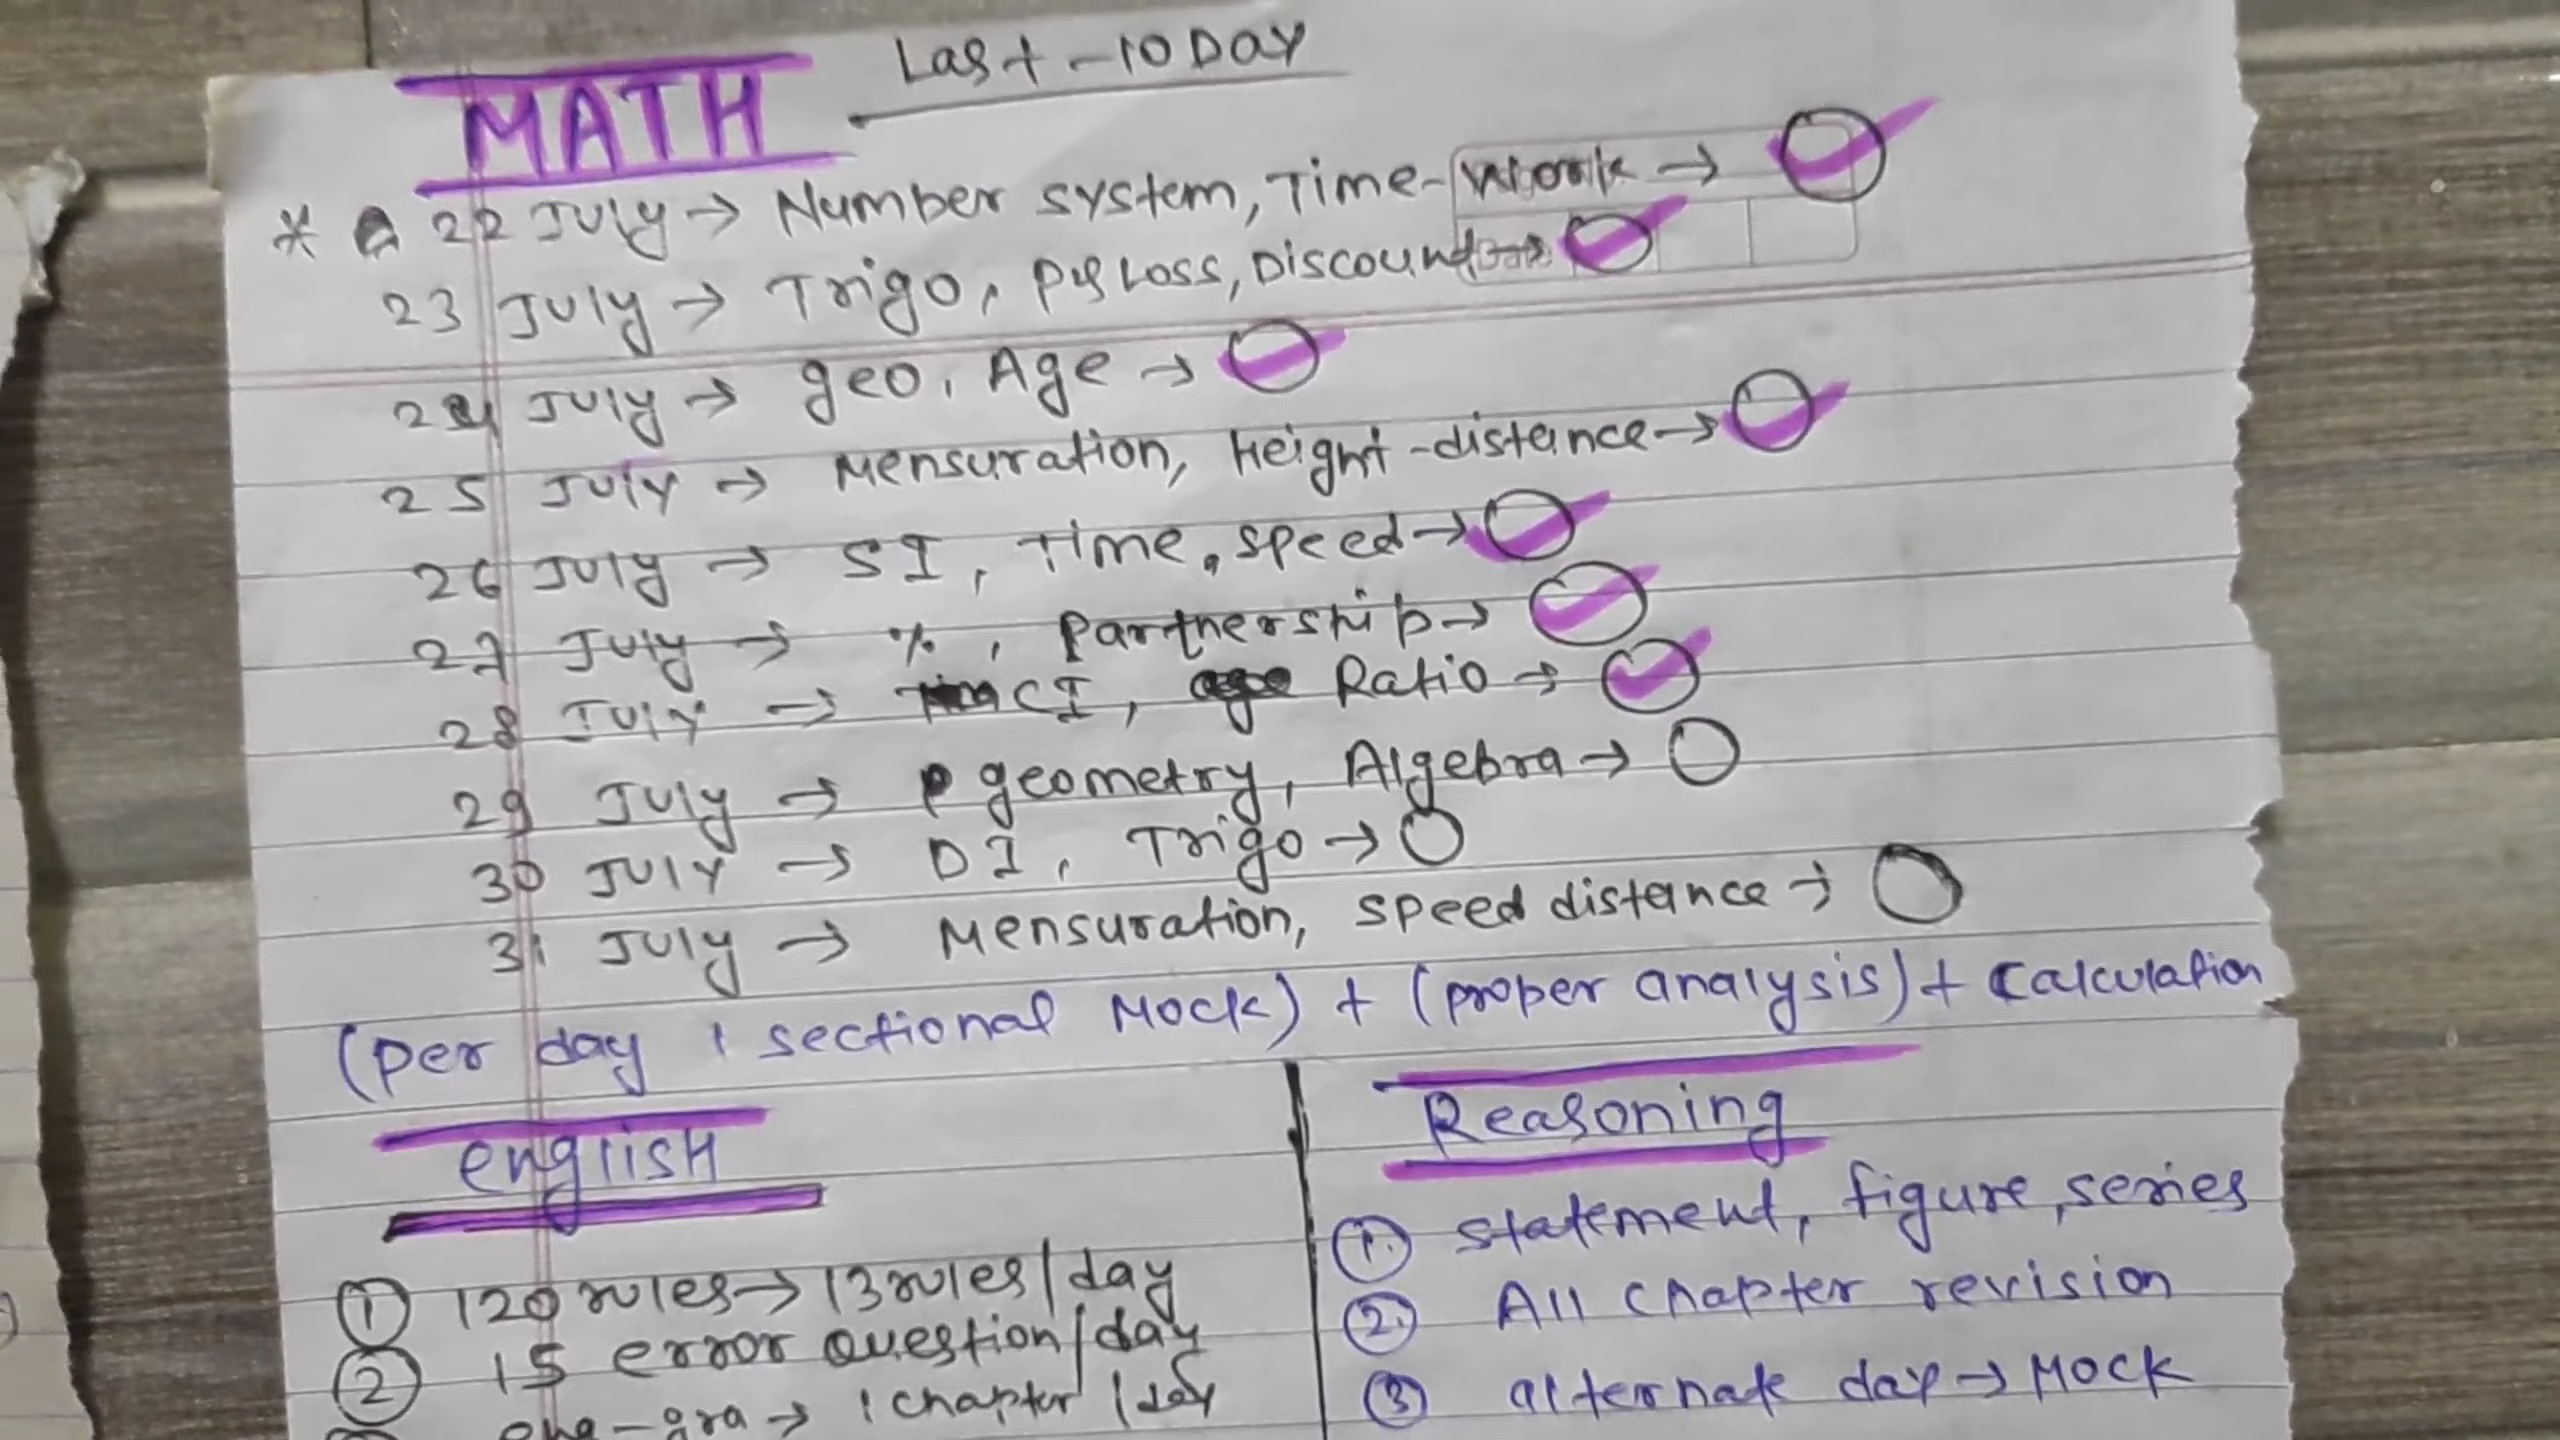 MATH
Last-10 Day
* 22 July → Number system, Time-Work →
23 July → Trigo, P&Loss, Discount →
24 July → geo, Age →
25 July → Mensuration, Height-distance →
26 July → SI, Time, speed →
27 July → %, Partnership →
28 July → CI, Ratio →
29 July → geometry, Algebra →
30 July → DI, Trigo →
31 July → Mensuration, speed distance →
(per day 1 sectional Mock) + (proper analysis) + Calculation
english
① 120 rules → 13 rules/day
② 15 error question/day
→ 1 chapter/day
Reasoning
①. statement, figure, series
②. All chapter revision
③ alternate day → Mock